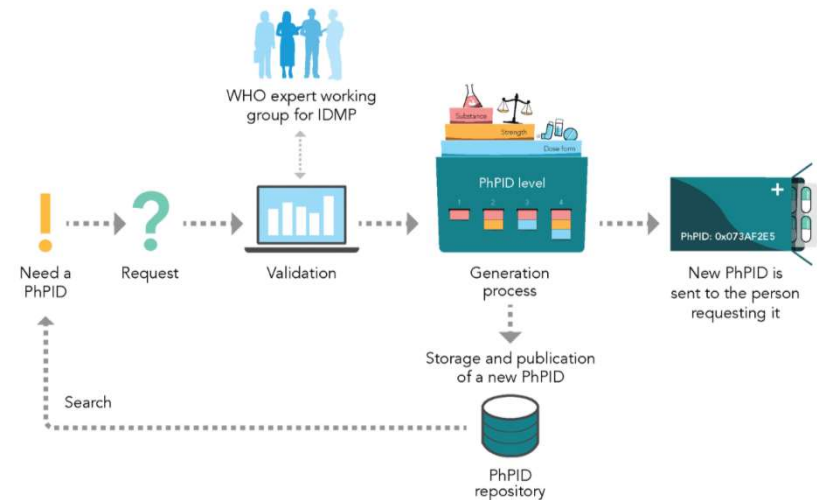 WHO expert working
group for IDMP
Substance
Strength
Dose form
PhPID level
1 2 3 4
PhPID: 0x073AF2E5
Need a
PhPID
Request
Validation
Generation
process
New PhPID is
sent to the person
requesting it
Storage and publication
of a new PhPID
Search
PhPID
repository